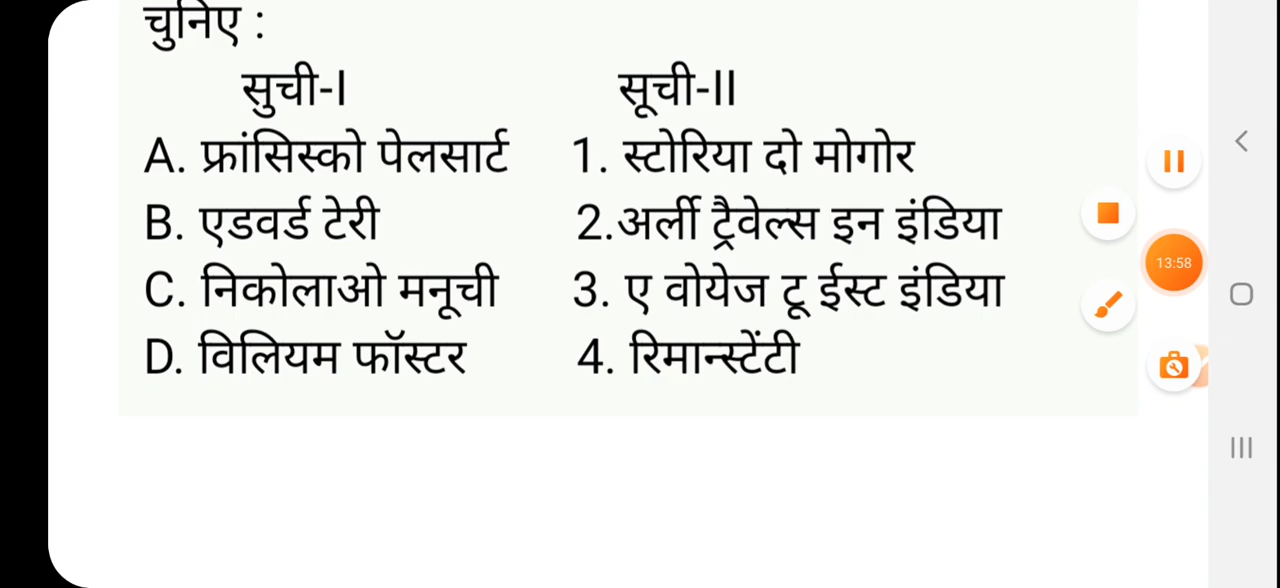 चुनिए :
सुची-I सूची-II
A. फ्रांसिस्को पेलसार्ट 1. स्टोरिया दो मोगोर
B. एडवर्ड टेरी 2.अर्ली ट्रैवेल्स इन इंडिया
C. निकोलाओ मनूची 3. ए वोयेज टू ईस्ट इंडिया
D. विलियम फॉस्टर 4. रिमान्स्टेंटी
13:58